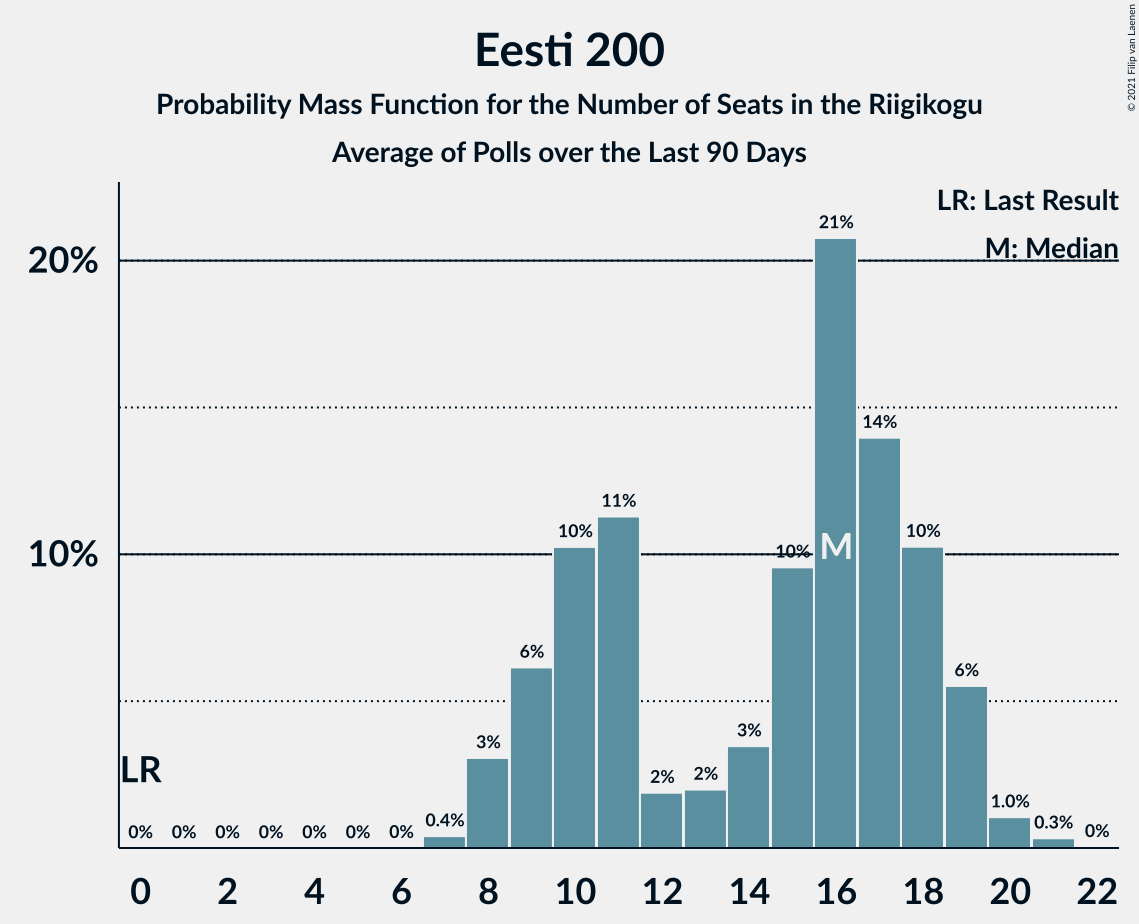 Eesti 200
Probability Mass Function for the Number of Seats in the Riigikogu
Average of Polls over the Last 90 Days
© 2021 Filip van Laenen
LR: Last Result
M: Median
20%
10%
LR
M
0% 0% 0% 0% 0% 0% 0% 0.4% 3% 6% 10% 11% 2% 2% 3% 10% 21% 14% 10% 6% 1.0% 0.3% 0%
0 2 4 6 8 10 12 14 16 18 20 22